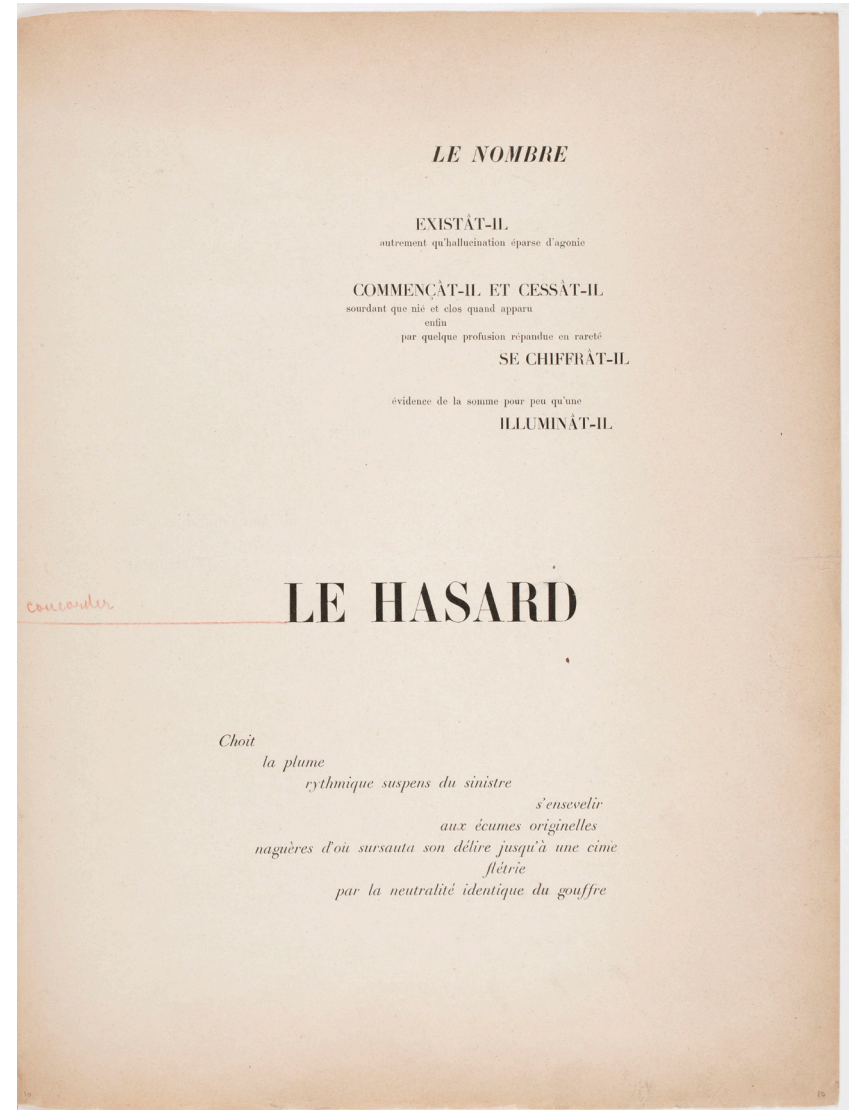 LE NOMBRE
EXISTÂT-IL
autrement qu'hallucination éparse d'agonie
COMMENÇÂT-IL ET CESSÂT-IL
sourdant que nié et clos quand apparu
enfin
par quelque profusion répandue en rareté
SE CHIFFRÂT-IL
évidence de la somme pour peu qu'une
ILLUMINÂT-IL
concorder
LE HASARD
Choit
la plume
rythmique suspens du sinistre
s'ensevelir
aux écumes originelles
naguères d'où sursauta son délire jusqu'à une cime
flétrie
par la neutralité identique du gouffre
10
10